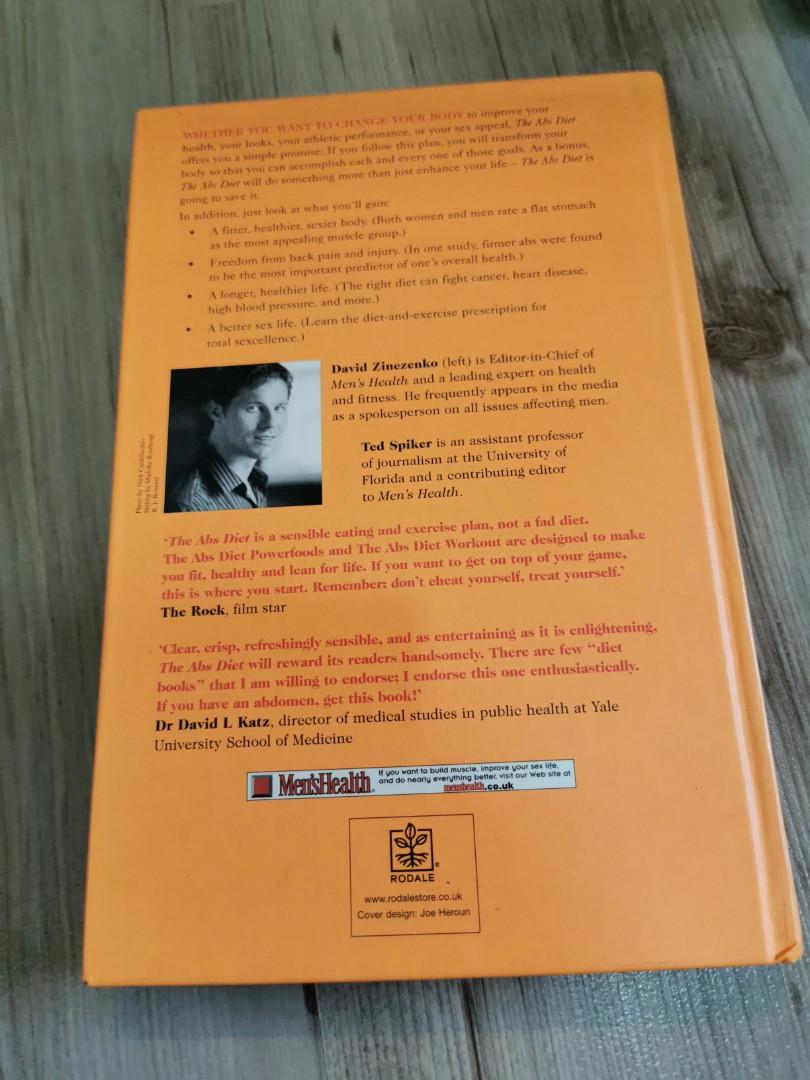 WHETHER YOU WANT TO CHANGE YOUR BODY to improve your
health, your looks, your athletic performance, or your sex appeal, The Abs Diet
offers you a simple promise: If you follow this plan, you will transform your
body so that you can accomplish each and every one of those goals. As a bonus,
The Abs Diet will do something more than just enhance your life – The Abs Diet is
going to save it.
In addition, just look at what you'll gain:
• A fitter, healthier, sexier body. (Both women and men rate a flat stomach
as the most appealing muscle group.)
• Freedom from back pain and injury. (In one study, firmer abs were found
to be the most important predictor of one's overall health.)
• A longer, healthier life. (The right diet can fight cancer, heart disease,
high blood pressure, and more.)
• A better sex life. (Learn the diet-and-exercise prescription for
total sexcellence.)
David Zinczenko (left) is Editor-in-Chief of
Men's Health and a leading expert on health
and fitness. He frequently appears in the media
as a spokesperson on all issues affecting men.
Ted Spiker is an assistant professor
of journalism at the University of
Florida and a contributing editor
to Men's Health.
'The Abs Diet is a sensible eating and exercise plan, not a fad diet.
The Abs Diet Powerfoods and The Abs Diet Workout are designed to make
you fit, healthy and lean for life. If you want to get on top of your game,
this is where you start. Remember: don't cheat yourself, treat yourself.'
The Rock, film star
'Clear, crisp, refreshingly sensible, and as entertaining as it is enlightening,
The Abs Diet will reward its readers handsomely. There are few "diet
books" that I am willing to endorse; I endorse this one enthusiastically.
If you have an abdomen, get this book!'
Dr David L Katz, director of medical studies in public health at Yale
University School of Medicine
Men'sHealth.
If you want to build muscle, improve your sex life,
and do nearly everything better, visit our Web site at
menshealth.co.uk
RODALE®
www.rodalestore.co.uk
Cover design: Joe Heroun